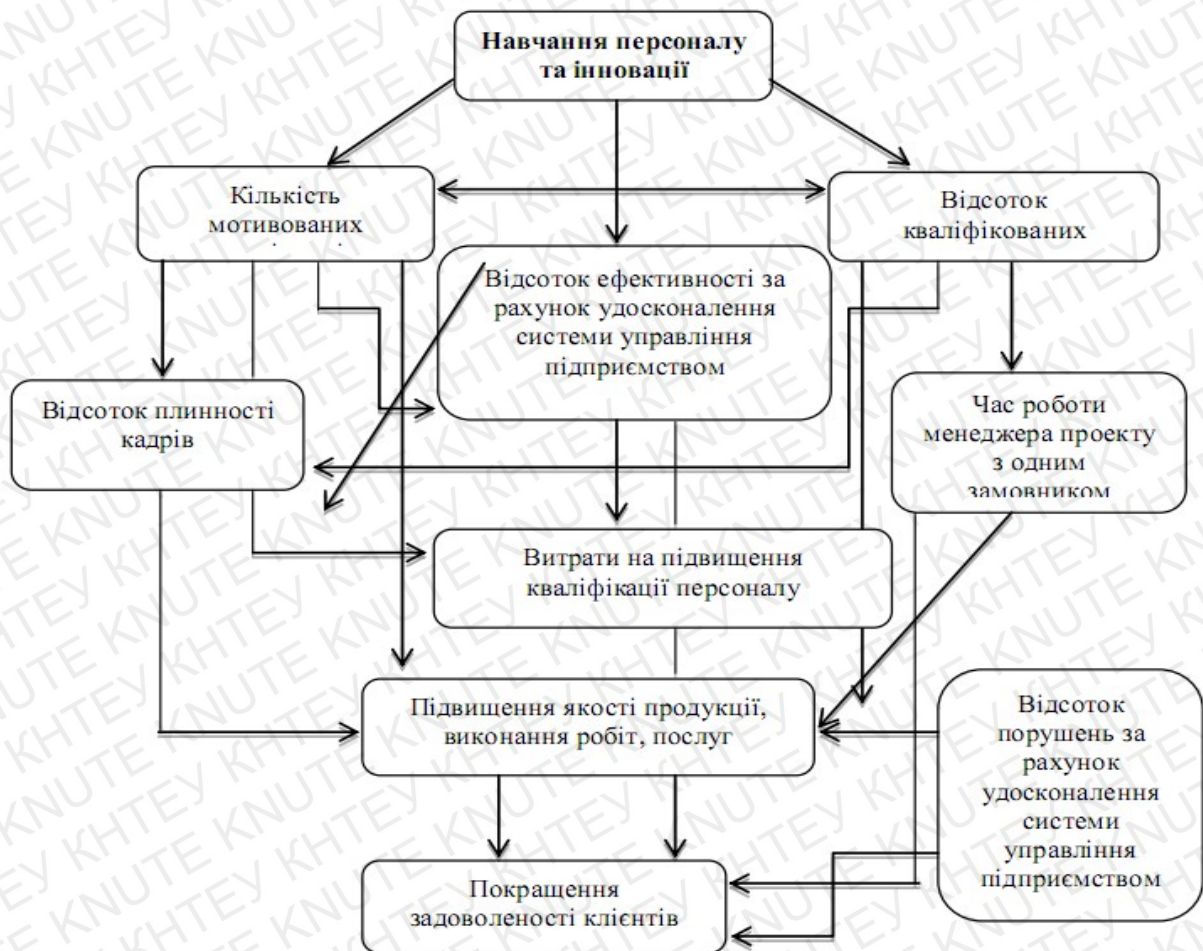 Навчання персоналу
та інновації
Кількість
мотивованих
Відсоток
кваліфікованих
Відсоток ефективності за
рахунок удосконалення
системи управління
підприємством
Відсоток плинності
кадрів
Час роботи
менеджера проекту
з одним
замовником
Витрати на підвищення
кваліфікації персоналу
Підвищення якості продукції,
виконання робіт, послуг
Відсоток
порушень за
рахунок
удосконалення
системи
управління
підприємством
Покращення
задоволеності клієнтів